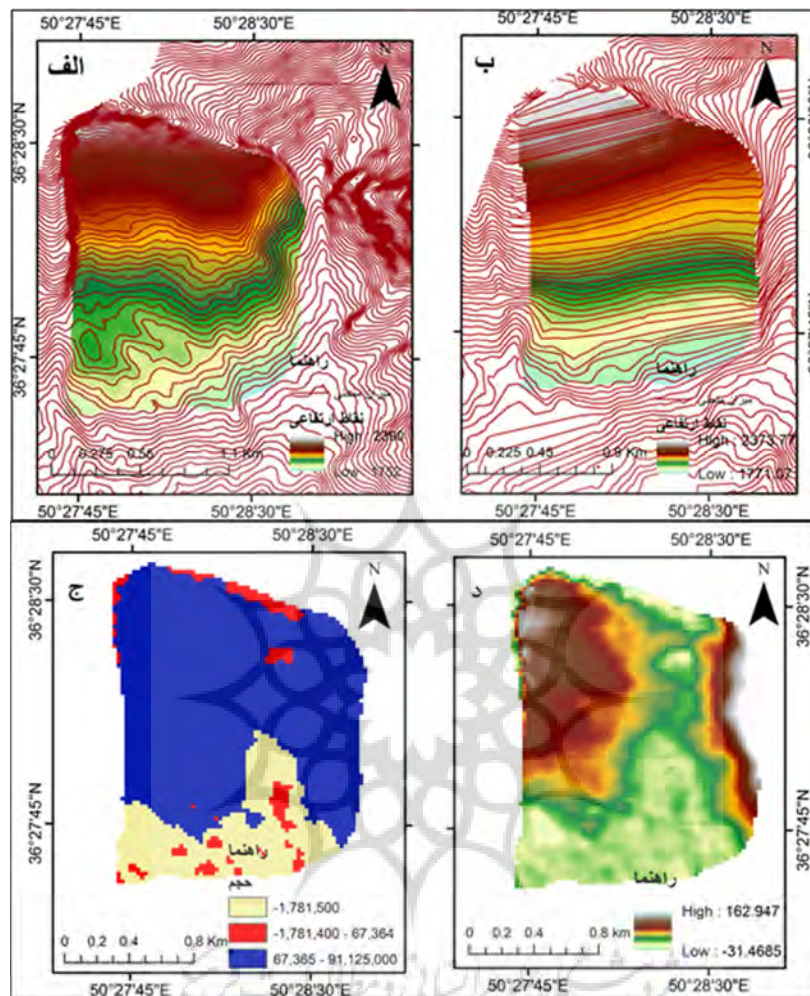 50°27'45"E 50°28'30"E
الف
N
36°28'30"N
36°27'45"N
راهنما
نقاط ارتفاعی
High : 2390
Low : 1752
0 0.275 0.55 1.1 Km
50°27'45"E 50°28'30"E
50°27'45"E 50°28'30"E
ب
N
راهنما
نقاط ارتفاعی
High : 2373.77
Low : 1771.07
0 0.225 0.45 0.9 Km
50°27'45"E 50°28'30"E
50°27'45"E 50°28'30"E
ج
N
36°28'30"N
36°27'45"N
راهنما
حجم
-1,781,500
-1,781,400 - 67,364
67,365 - 91,125,000
0 0.2 0.4 0.8 Km
50°27'45"E 50°28'30"E
50°27'45"E 50°28'30"E
د
N
36°28'30"N
36°27'45"N
راهنما
High : 162.947
Low : -31.4685
0 0.2 0.4 0.8 km
50°27'45"E 50°28'30"E